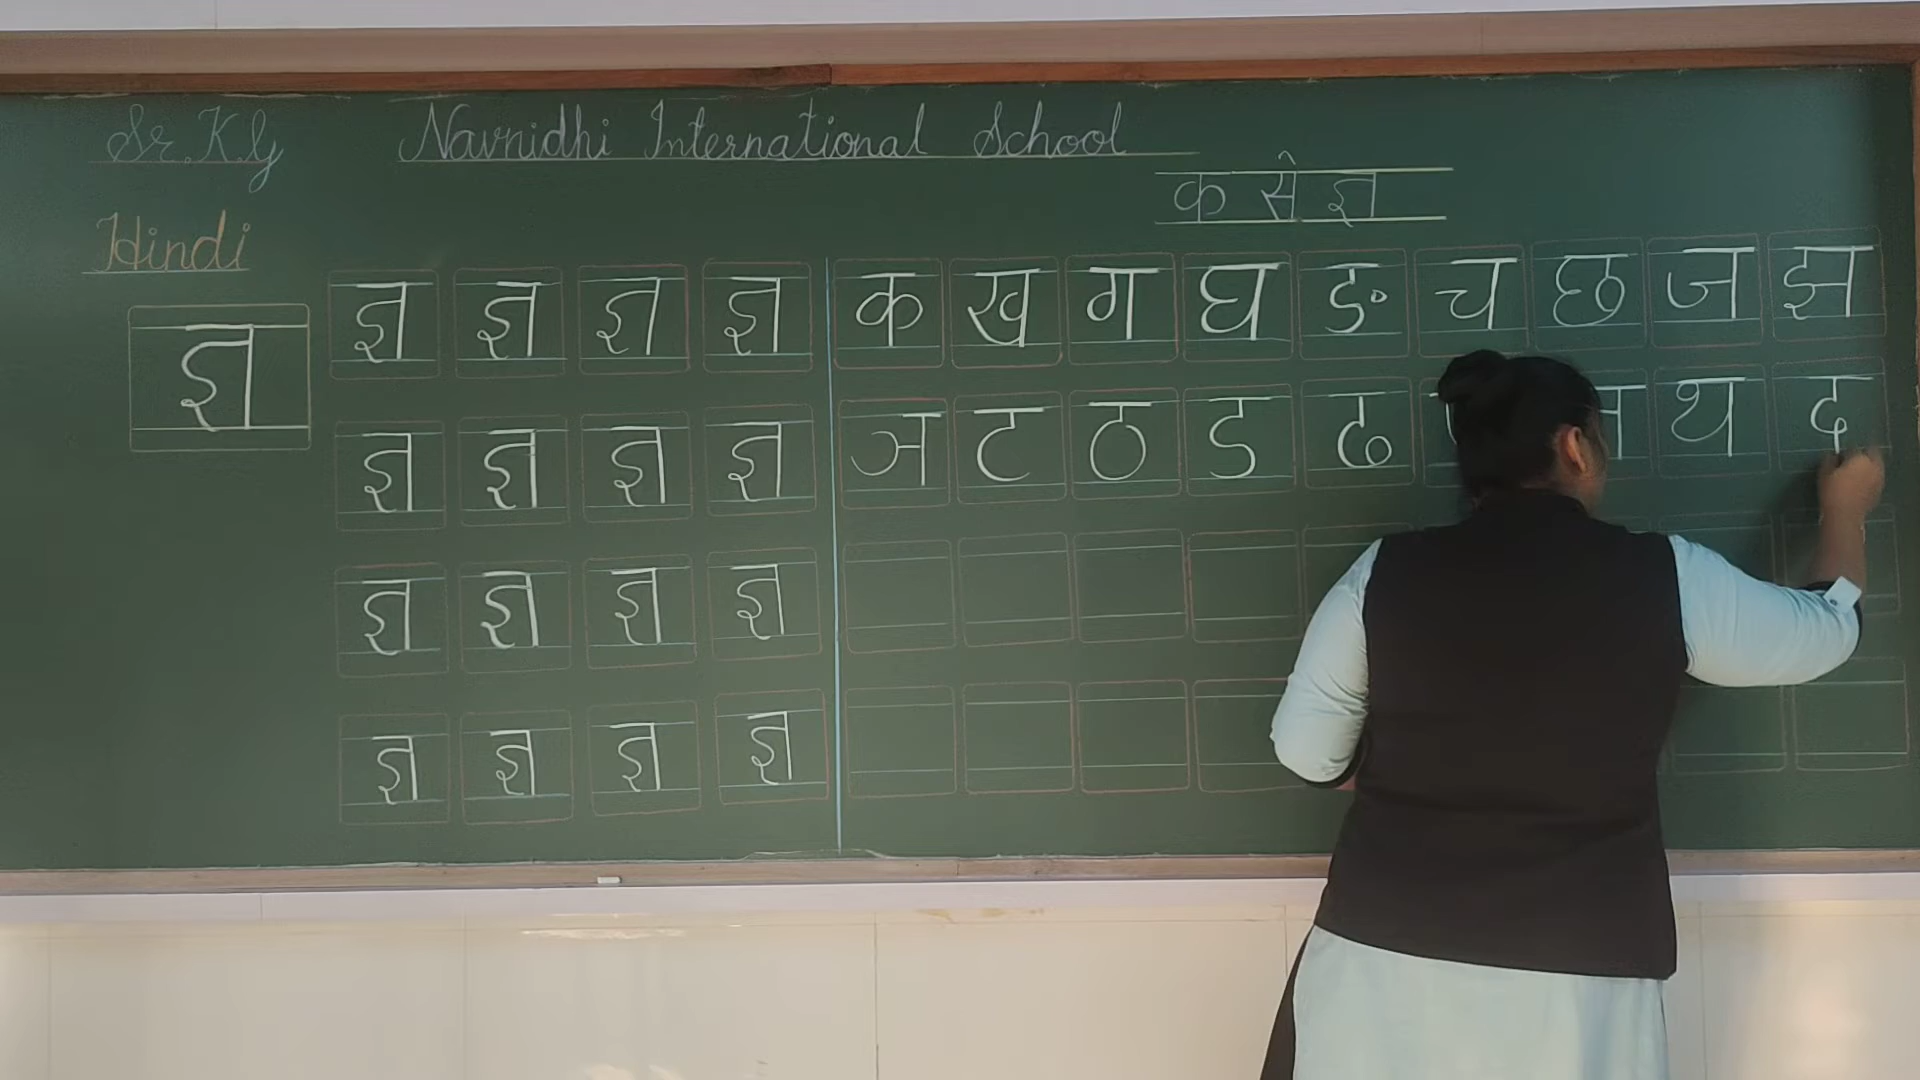 Sr. K.G
Navnidhi International School
क से ज्ञ
Hindi
ज्ञ
ज्ञ ज्ञ ज्ञ ज्ञ क ख ग घ ङ च छ ज झ
ज्ञ ज्ञ ज्ञ ज्ञ ञ ट ठ ड ढ थ द
ज्ञ ज्ञ ज्ञ ज्ञ
ज्ञ ज्ञ ज्ञ ज्ञ